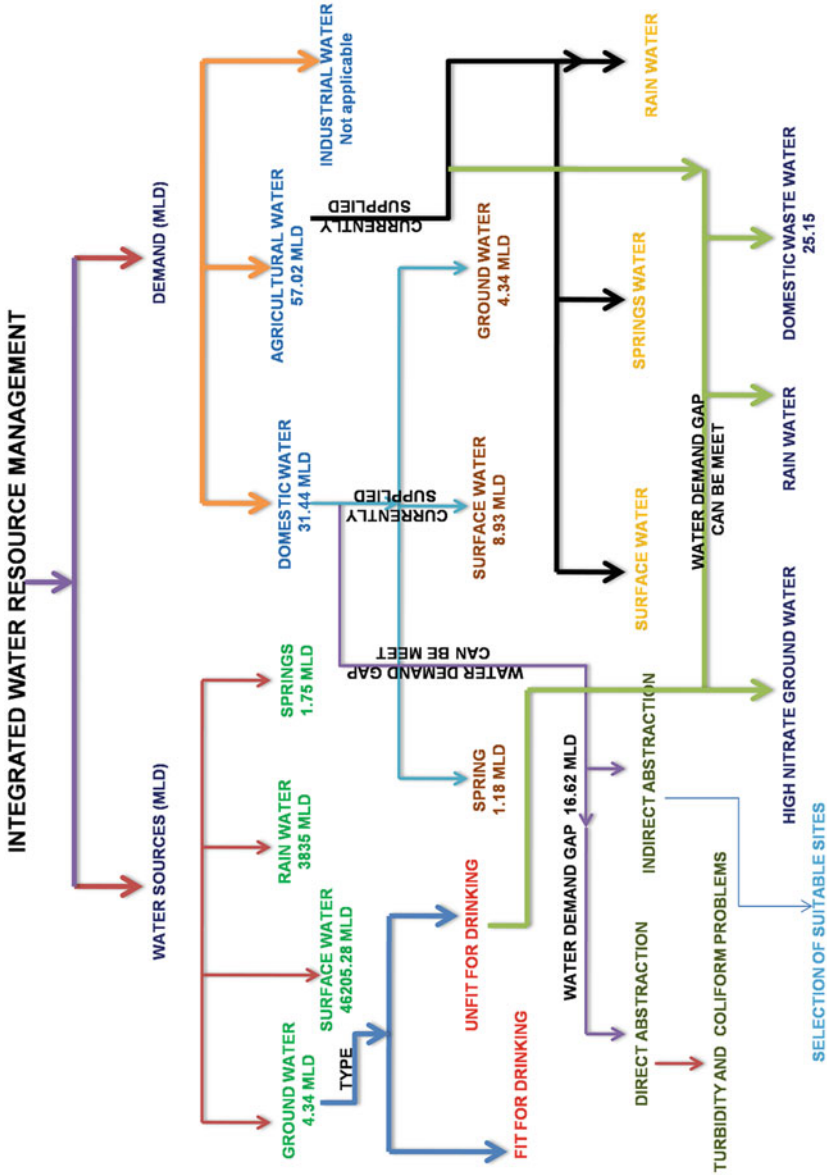 INTEGRATED WATER RESOURCE MANAGEMENT
WATER SOURCES (MLD)
DEMAND (MLD)
GROUND WATER
4.34 MLD
SURFACE WATER
46205.28 MLD
RAIN WATER
3835 MLD
SPRINGS
1.75 MLD
DOMESTIC WATER
31.44 MLD
AGRICULTURAL WATER
57.02 MLD
INDUSTRIAL WATER
Not applicable
TYPE
CURRENTLY
SUPPLIED
CURRENTLY
SUPPLIED
WATER DEMAND GAP
CAN BE MEET
FIT FOR DRINKING
UNFIT FOR DRINKING
SPRING
1.18 MLD
SURFACE WATER
8.93 MLD
GROUND WATER
4.34 MLD
WATER DEMAND GAP 16.62 MLD
DIRECT ABSTRACTION
INDIRECT ABSTRACTION
SURFACE WATER
SPRINGS WATER
RAIN WATER
TURBIDITY AND COLIFORM PROBLEMS
WATER DEMAND GAP
CAN BE MEET
HIGH NITRATE GROUND WATER
RAIN WATER
DOMESTIC WASTE WATER
25.15
SELECTION OF SUITABLE SITES